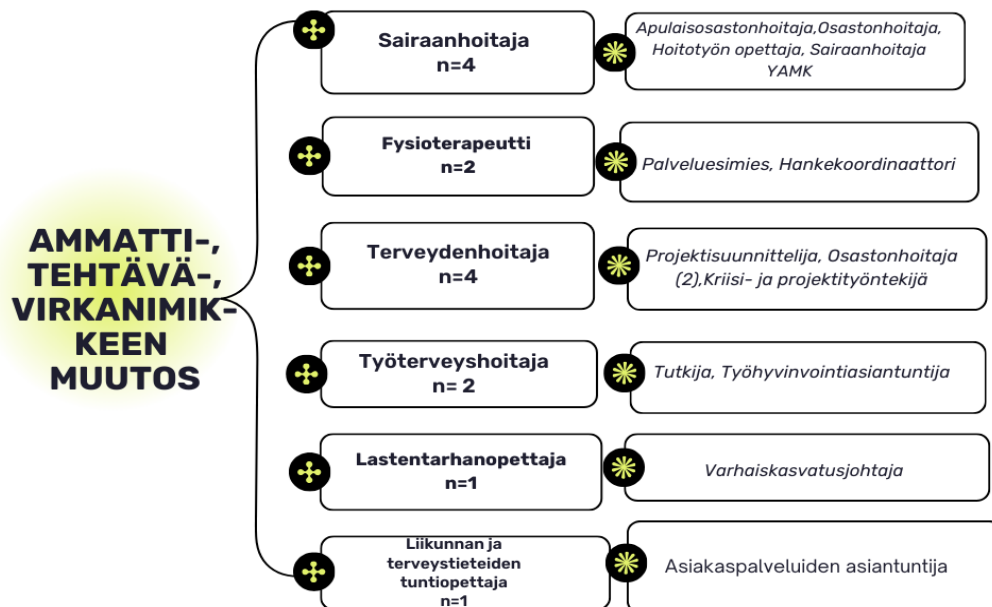 AMMATTI-,
TEHTÄVÄ-,
VIRKANIMIK-
KEEN
MUUTOS
Sairaanhoitaja
n=4
Apulaisosastonhoitaja,Osastonhoitaja,
Hoitotyön opettaja, Sairaanhoitaja
YAMK
Fysioterapeutti
n=2
Palveluesimies, Hankekoordinaattori
Terveydenhoitaja
n=4
Projektisuunnittelija, Osastonhoitaja
(2),Kriisi- ja projektityöntekijä
Työterveyshoitaja
n= 2
Tutkija, Työhyvinvointiasiantuntija
Lastentarhanopettaja
n=1
Varhaiskasvatusjohtaja
Liikunnan ja
terveystieteiden
tuntiopettaja
n=1
Asiakaspalveluiden asiantuntija